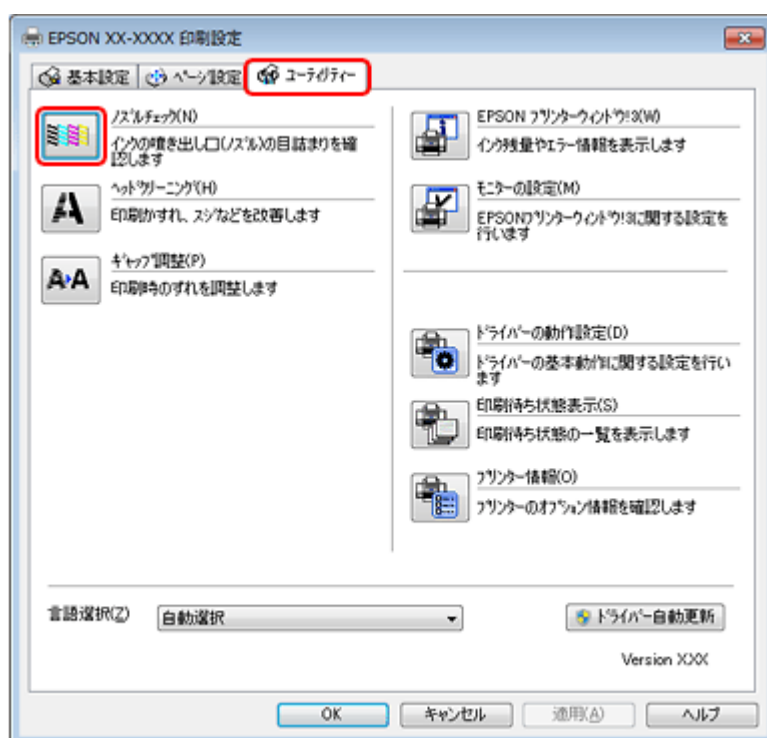 EPSON XX-XXXX 印刷設定
基本設定
ページ設定
ユーティリティー
ノズルチェック(N)
インクの噴き出し口(ノズル)の目詰まりを確
認します
ヘッドクリーニング(H)
印刷かすれ、スジなどを改善します
ギャップ調整(P)
印刷時のずれを調整します
EPSON プリンターウィンドウ!3(W)
インク残量やエラー情報を表示します
モニターの設定(M)
EPSONプリンターウィンドウ!3に関する設定を
行います
ドライバーの動作設定(D)
ドライバーの基本動作に関する設定を行い
ます
印刷待ち状態表示(S)
印刷待ち状態の一覧を表示します
プリンター情報(O)
プリンターのオプション情報を確認します
言語選択(Z)
自動選択
ドライバー自動更新
Version X.XX
OK
キャンセル
適用(A)
ヘルプ